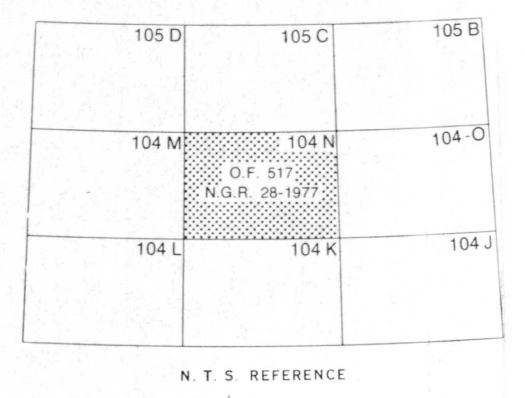 105 D
105 C
105 B
104 M
104 N
104-O
O.F. 517
N.G.R. 28-1977
104 L
104 K
104 J
N. T. S. REFERENCE